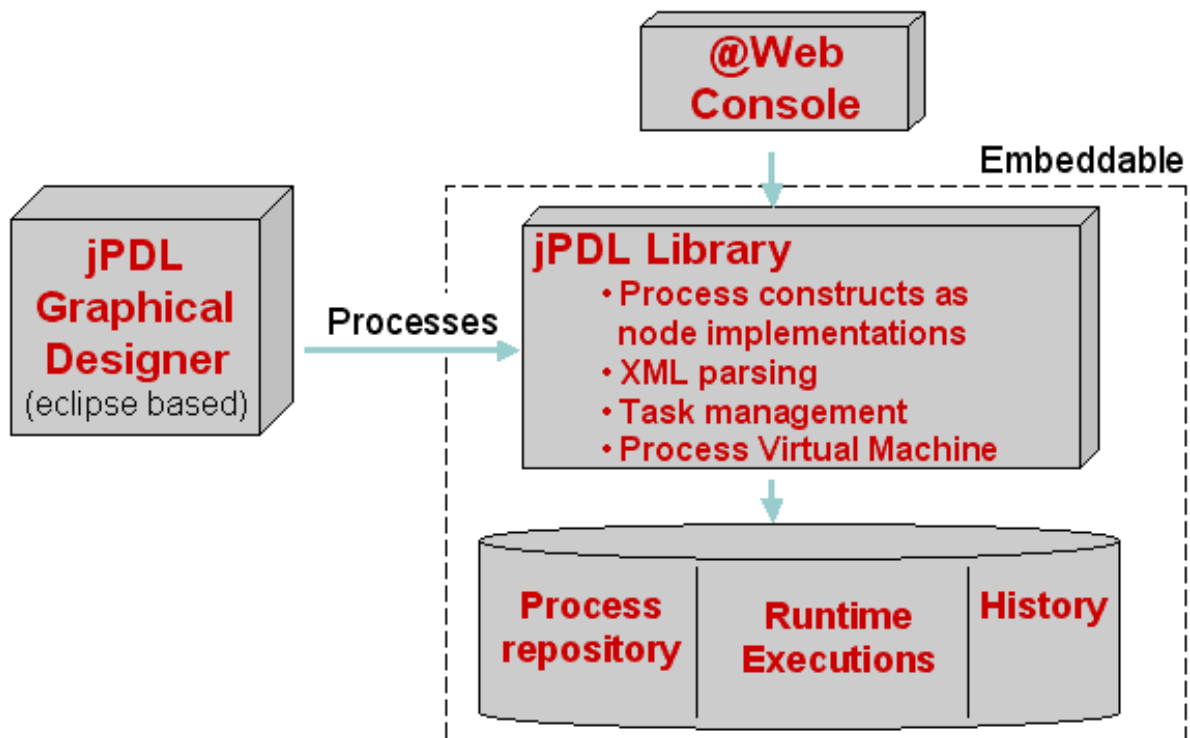 @Web
Console
Embeddable
jPDL
Graphical
Designer
(eclipse based)
Processes
jPDL Library
• Process constructs as
node implementations
• XML parsing
• Task management
• Process Virtual Machine
Process
repository
Runtime
Executions
History